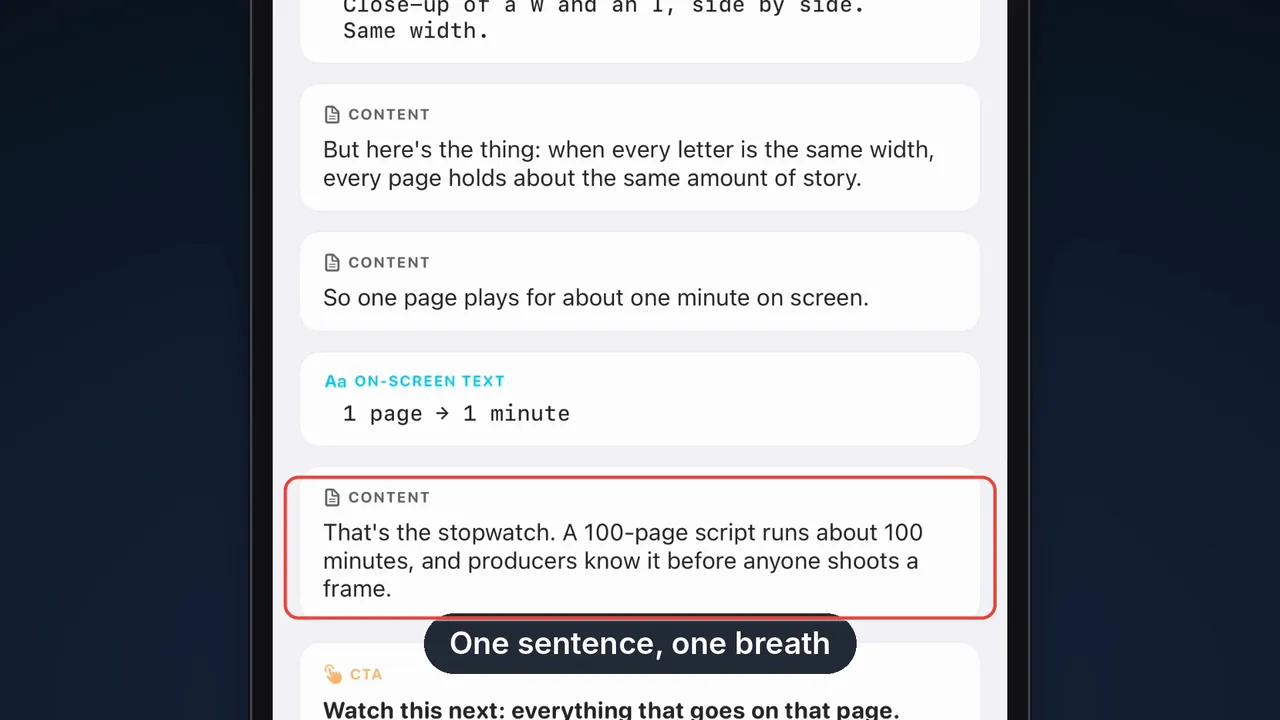 Close-up of a W and an I, side by side.
Same width.
CONTENT
But here's the thing: when every letter is the same width,
every page holds about the same amount of story.
CONTENT
So one page plays for about one minute on screen.
Aa ON-SCREEN TEXT
1 page → 1 minute
CONTENT
That's the stopwatch. A 100-page script runs about 100
minutes, and producers know it before anyone shoots a
frame.
One sentence, one breath
CTA
Watch this next: everything that goes on that page.